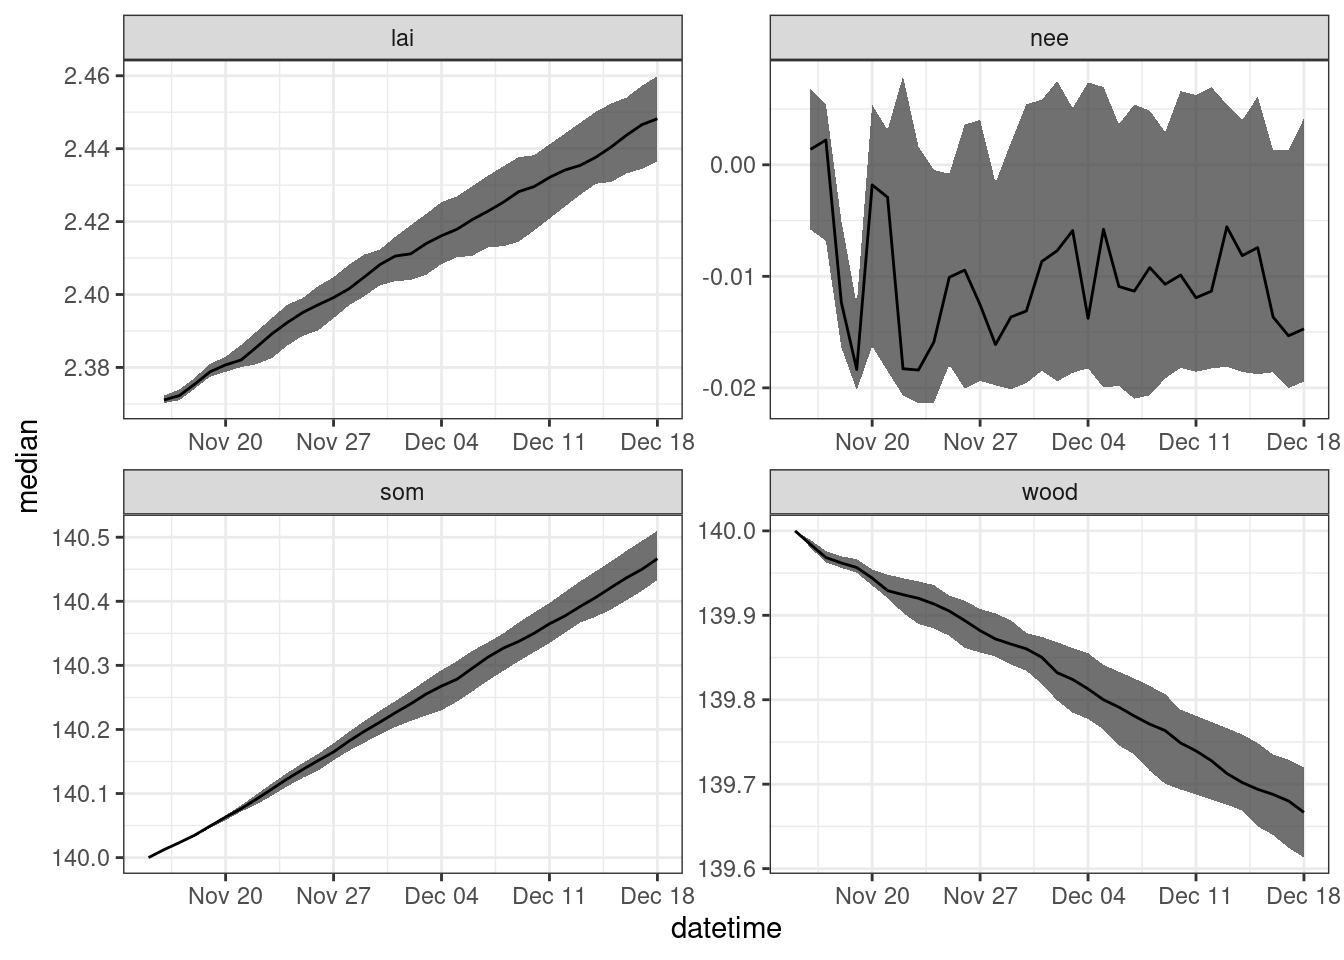 lai
nee
2.46
2.44
2.42
2.40
2.38
0.00
-0.01
-0.02
Nov 20 Nov 27 Dec 04 Dec 11 Dec 18
Nov 20 Nov 27 Dec 04 Dec 11 Dec 18
median
som
wood
140.5
140.4
140.3
140.2
140.1
140.0
140.0
139.9
139.8
139.7
139.6
Nov 20 Nov 27 Dec 04 Dec 11 Dec 18
Nov 20 Nov 27 Dec 04 Dec 11 Dec 18
datetime